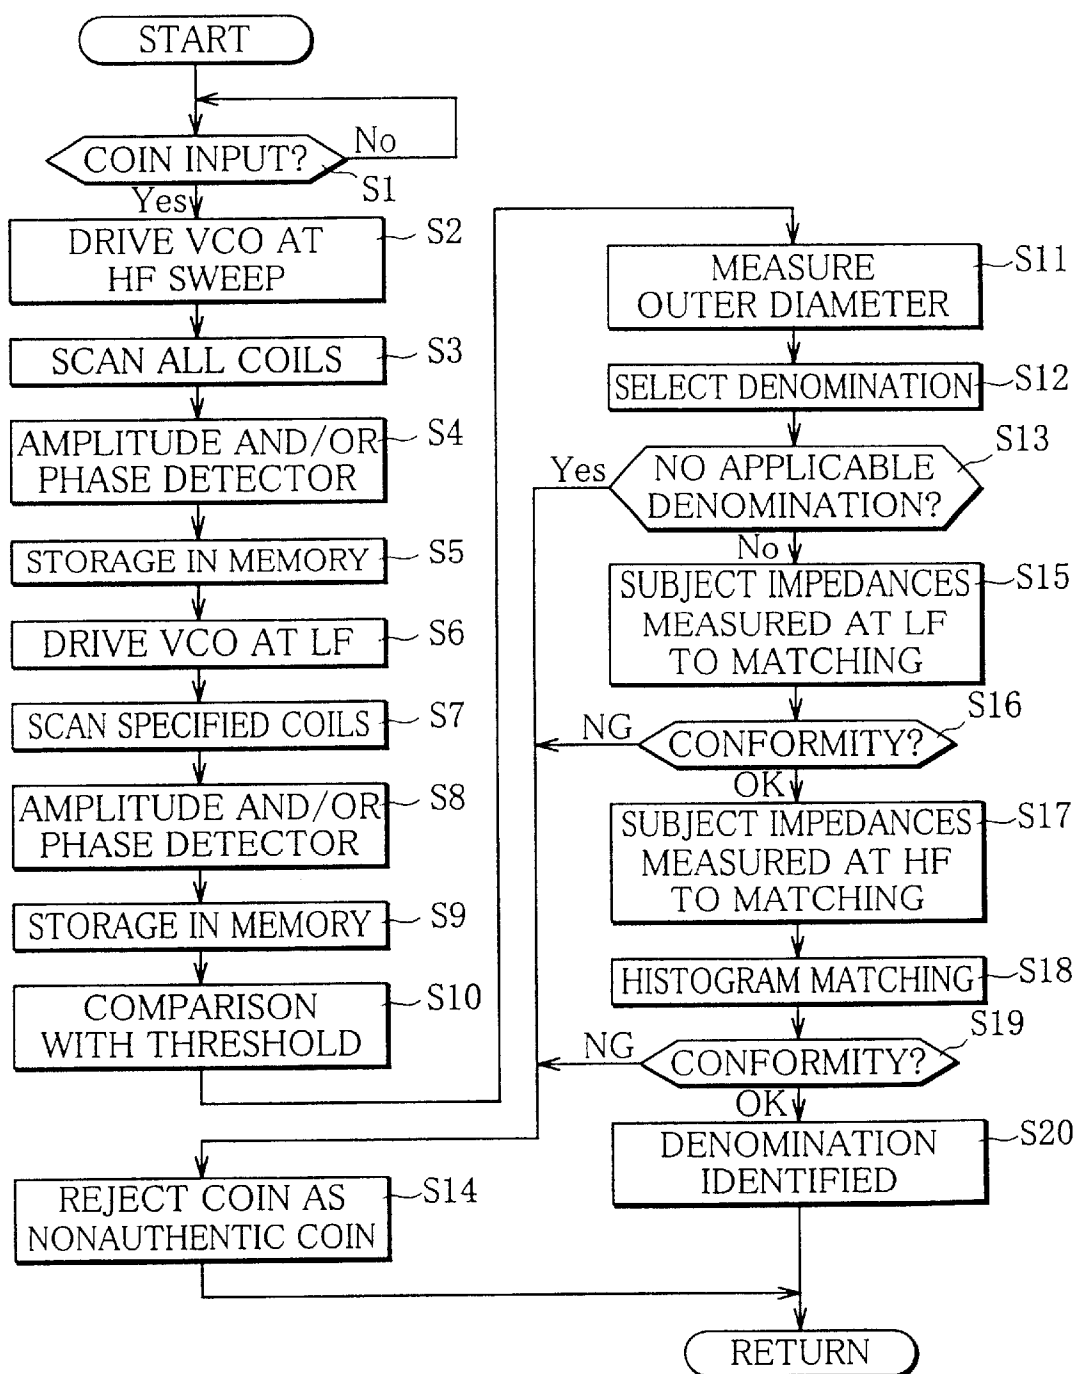 START
COIN INPUT?
No
S1
Yes
DRIVE VCO AT
HF SWEEP
S2
SCAN ALL COILS
S3
AMPLITUDE AND/OR
PHASE DETECTOR
S4
STORAGE IN MEMORY
S5
DRIVE VCO AT LF
S6
SCAN SPECIFIED COILS
S7
AMPLITUDE AND/OR
PHASE DETECTOR
S8
STORAGE IN MEMORY
S9
COMPARISON
WITH THRESHOLD
S10
MEASURE
OUTER DIAMETER
S11
SELECT DENOMINATION
S12
NO APPLICABLE
DENOMINATION?
S13
Yes
No
REJECT COIN AS
NONAUTHENTIC COIN
S14
SUBJECT IMPEDANCES
MEASURED AT LF
TO MATCHING
S15
CONFORMITY?
S16
NG
OK
SUBJECT IMPEDANCES
MEASURED AT HF
TO MATCHING
S17
HISTOGRAM MATCHING
S18
CONFORMITY?
S19
NG
OK
DENOMINATION
IDENTIFIED
S20
RETURN